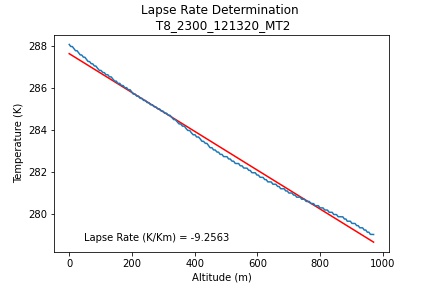 Lapse Rate Determination
T8_2300_121320_MT2
288
286
284
282
280
Temperature (K)
Lapse Rate (K/Km) = -9.2563
0 200 400 600 800 1000
Altitude (m)